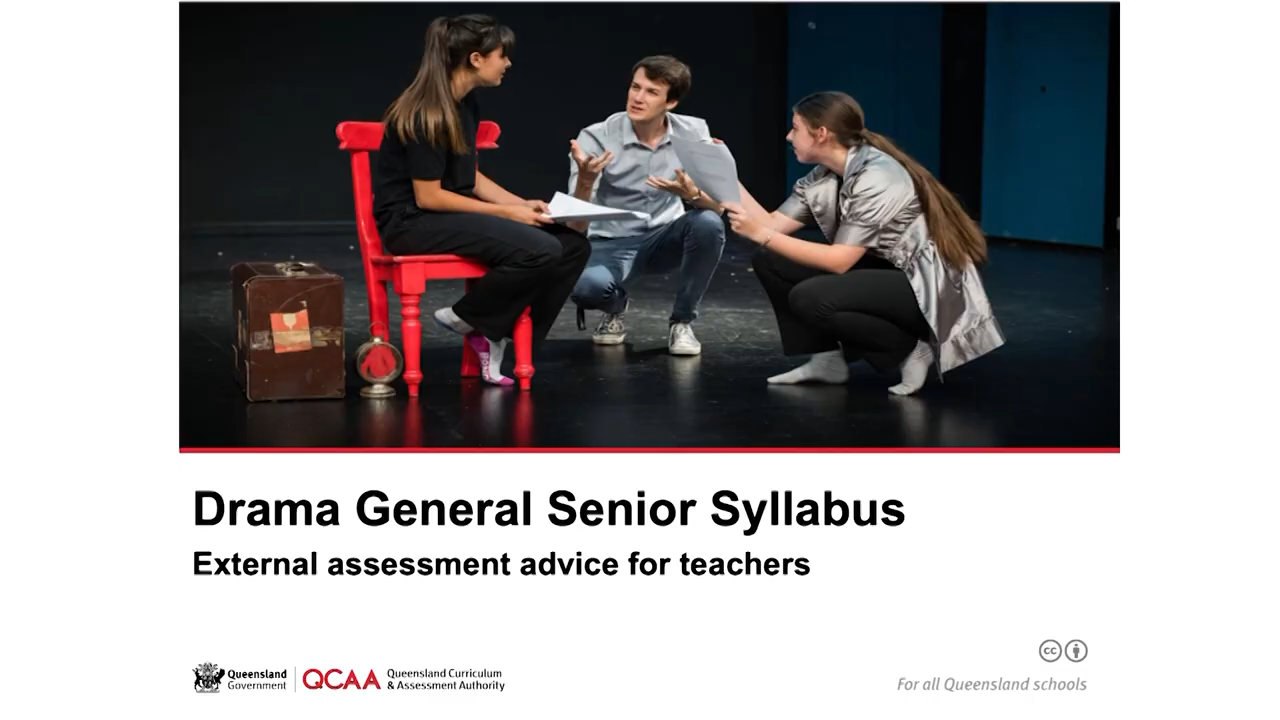 Drama General Senior Syllabus
External assessment advice for teachers
cc
Queensland
Government
QCAA
Queensland Curriculum
& Assessment Authority
For all Queensland schools